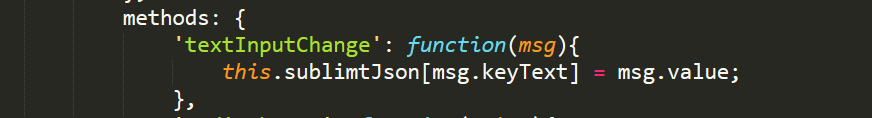 methods: {
'textInputChange': function(msg){
this.sublimtJson[msg.keyText] = msg.value;
},